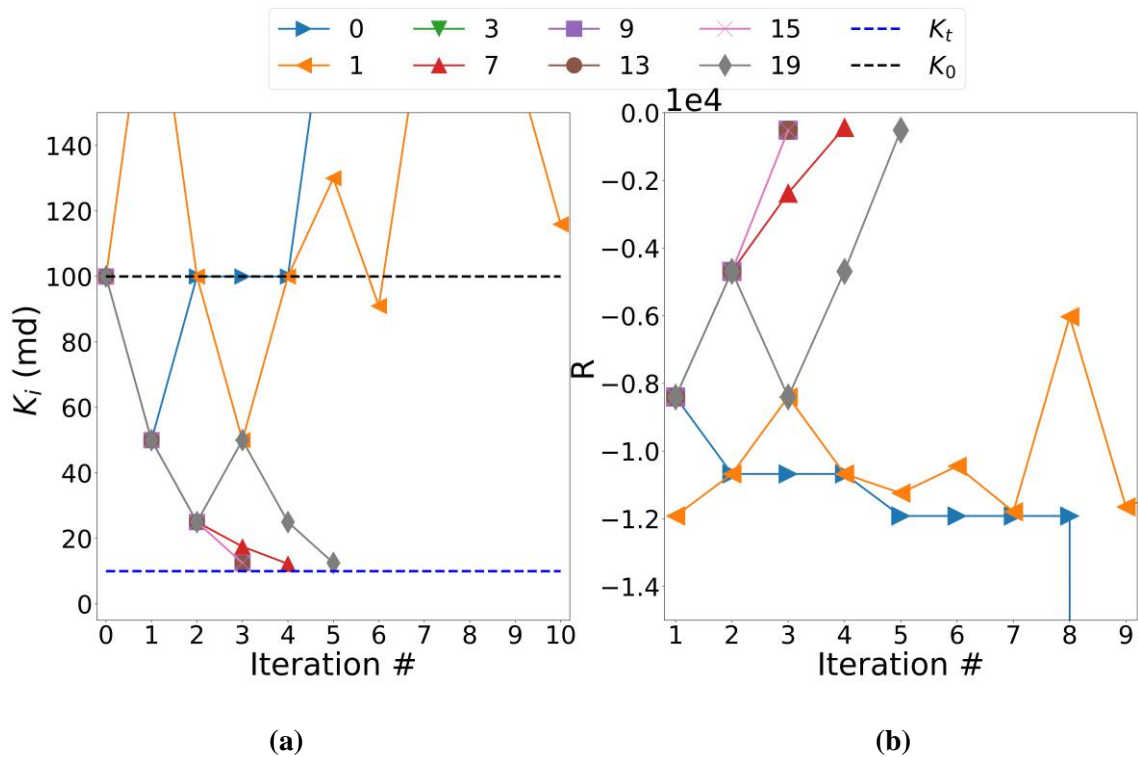 0 3 9 15 K_t
1 7 13 19 K_0
1e4
140
120
100
80
60
40
20
0
K_i (md)
0 1 2 3 4 5 6 7 8 9 10
Iteration #
0.0
−0.2
−0.4
−0.6
−0.8
−1.0
−1.2
−1.4
R
1 2 3 4 5 6 7 8 9
Iteration #
(a) (b)